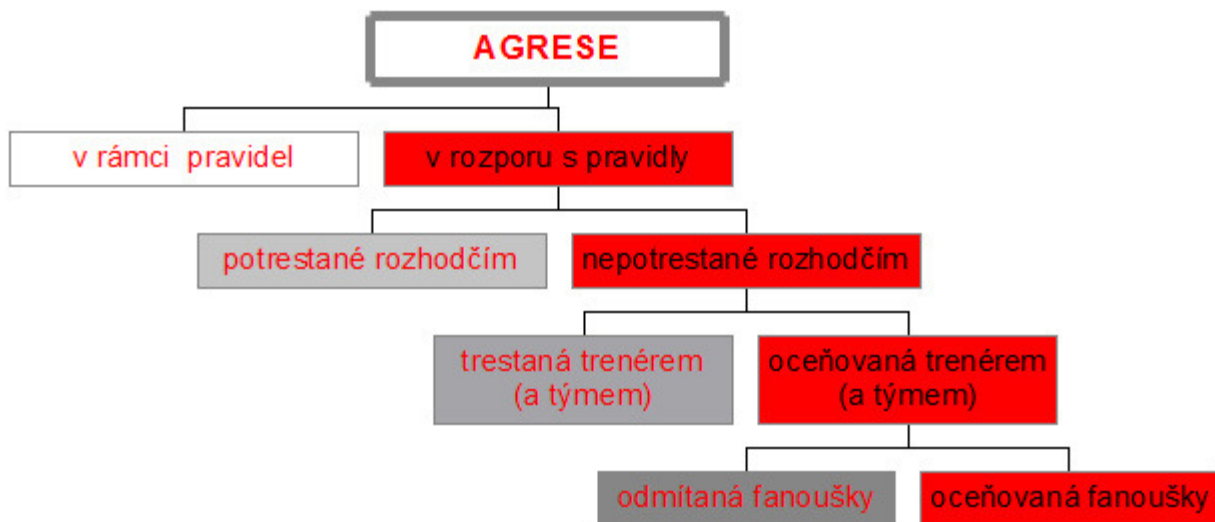 AGRESE
v rámci pravidel
v rozporu s pravidly
potrestané rozhodčím
nepotrestané rozhodčím
trestaná trenérem
(a týmem)
oceňovaná trenérem
(a týmem)
odmítaná fanoušky
oceňovaná fanoušky